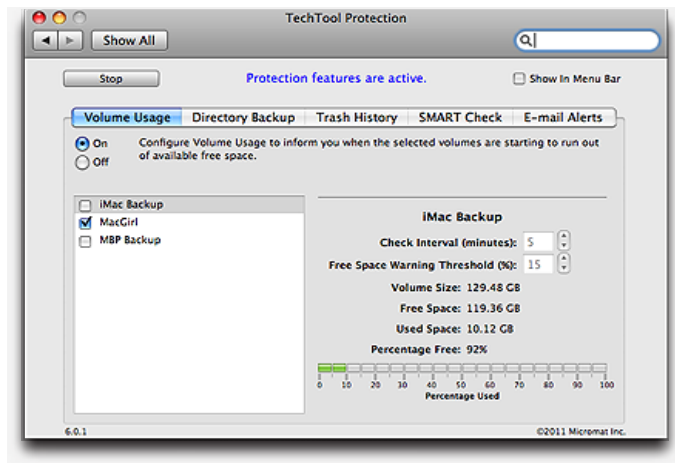 TechTool Protection
Show All
Stop
Protection features are active.
Show In Menu Bar
Volume Usage
Directory Backup
Trash History
SMART Check
E-mail Alerts
On
Off
Configure Volume Usage to inform you when the selected volumes are starting to run out
of available free space.
iMac Backup
MacGirl
MBP Backup
iMac Backup
Check Interval (minutes): 5
Free Space Warning Threshold (%): 15
Volume Size: 129.48 GB
Free Space: 119.36 GB
Used Space: 10.12 GB
Percentage Free: 92%
0 10 20 30 40 50 60 70 80 90 100
Percentage Used
6.0.1
©2011 Micromat Inc.